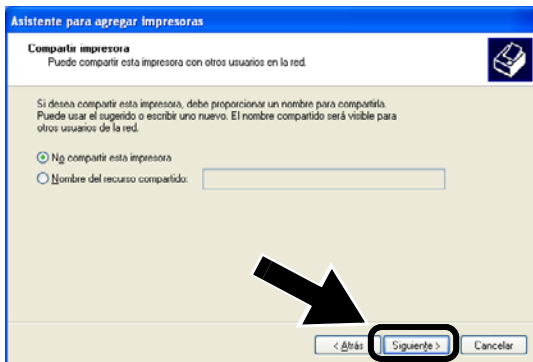 Asistente para agregar impresoras
Compartir impresora
Puede compartir esta impresora con otros usuarios en la red.
Si desea compartir esta impresora, debe proporcionar un nombre para compartirla.
Puede usar el sugerido o escribir uno nuevo. El nombre compartido será visible para
otros usuarios de la red.
No compartir esta impresora
Nombre del recurso compartido:
< Atrás
Siguiente >
Cancelar